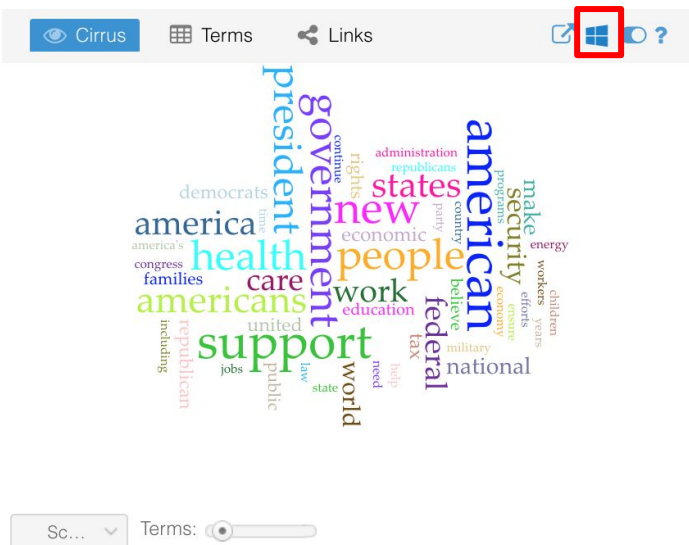 Cirrus Terms Links ?
president
government
american
continue
rights
administration
republicans
states
democrats
time
new
party
country
programs
security
make
america
economic
america's
health
people
energy
congress
families
care
work
education
believe
economy
ensure
efforts
workers
children
years
americans
united
federal
including
republican
support
tax
military
national
jobs
public
law
state
world
need
help
Sc... Terms: